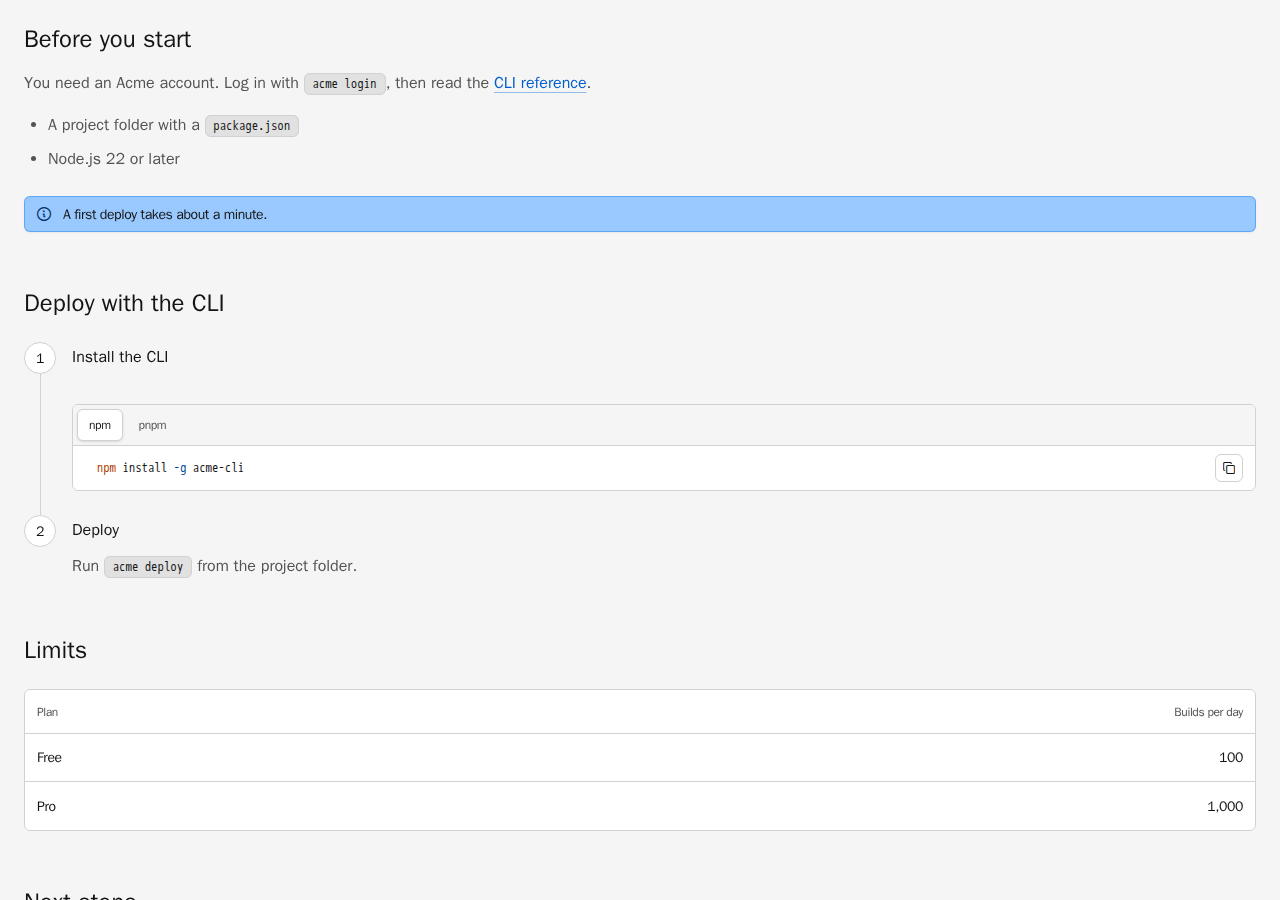 Before you start
You need an Acme account. Log in with acme login, then read the CLI reference.
• A project folder with a package.json
• Node.js 22 or later
A first deploy takes about a minute.
Deploy with the CLI
1 Install the CLI
npm pnpm
npm install -g acme-cli
2 Deploy
Run acme deploy from the project folder.
Limits
Plan Builds per day
Free 100
Pro 1,000
Next steps